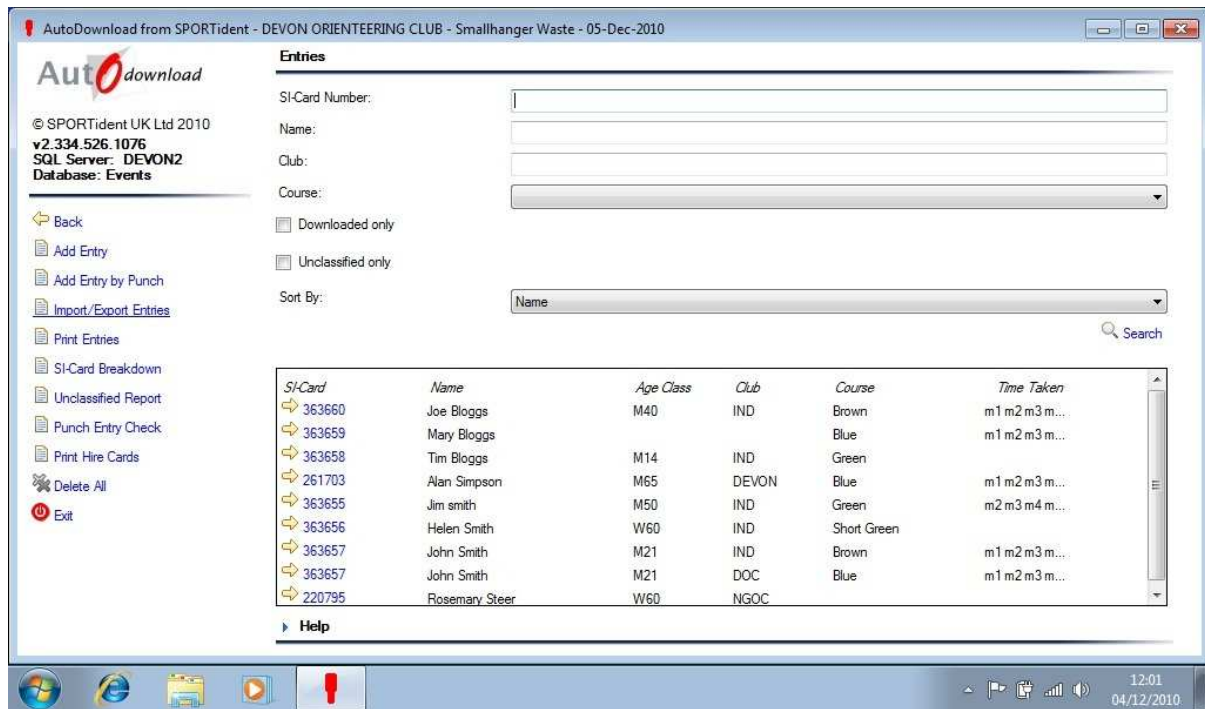 AutoDownload from SPORTident - DEVON ORIENTEERING CLUB - Smallhanger Waste - 05-Dec-2010
AutOdownload
© SPORTident UK Ltd 2010
v2.334.526.1076
SQL Server: DEVON2
Database: Events
Back
Add Entry
Add Entry by Punch
Import/Export Entries
Print Entries
SI-Card Breakdown
Unclassified Report
Punch Entry Check
Print Hire Cards
Delete All
Exit
Entries
SI-Card Number:
Name:
Club:
Course:
Downloaded only
Unclassified only
Sort By: Name
Search
SI-Card Name Age Class Club Course Time Taken
363660 Joe Bloggs M40 IND Brown m1 m2 m3 m...
363659 Mary Bloggs Blue m1 m2 m3 m...
363658 Tim Bloggs M14 IND Green
261703 Alan Simpson M65 DEVON Blue m1 m2 m3 m...
363655 Jim smith M50 IND Green m2 m3 m4 m...
363656 Helen Smith W60 IND Short Green
363657 John Smith M21 IND Brown m1 m2 m3 m...
363657 John Smith M21 DOC Blue m1 m2 m3 m...
220795 Rosemary Steer W60 NGOC
Help
12:01
04/12/2010